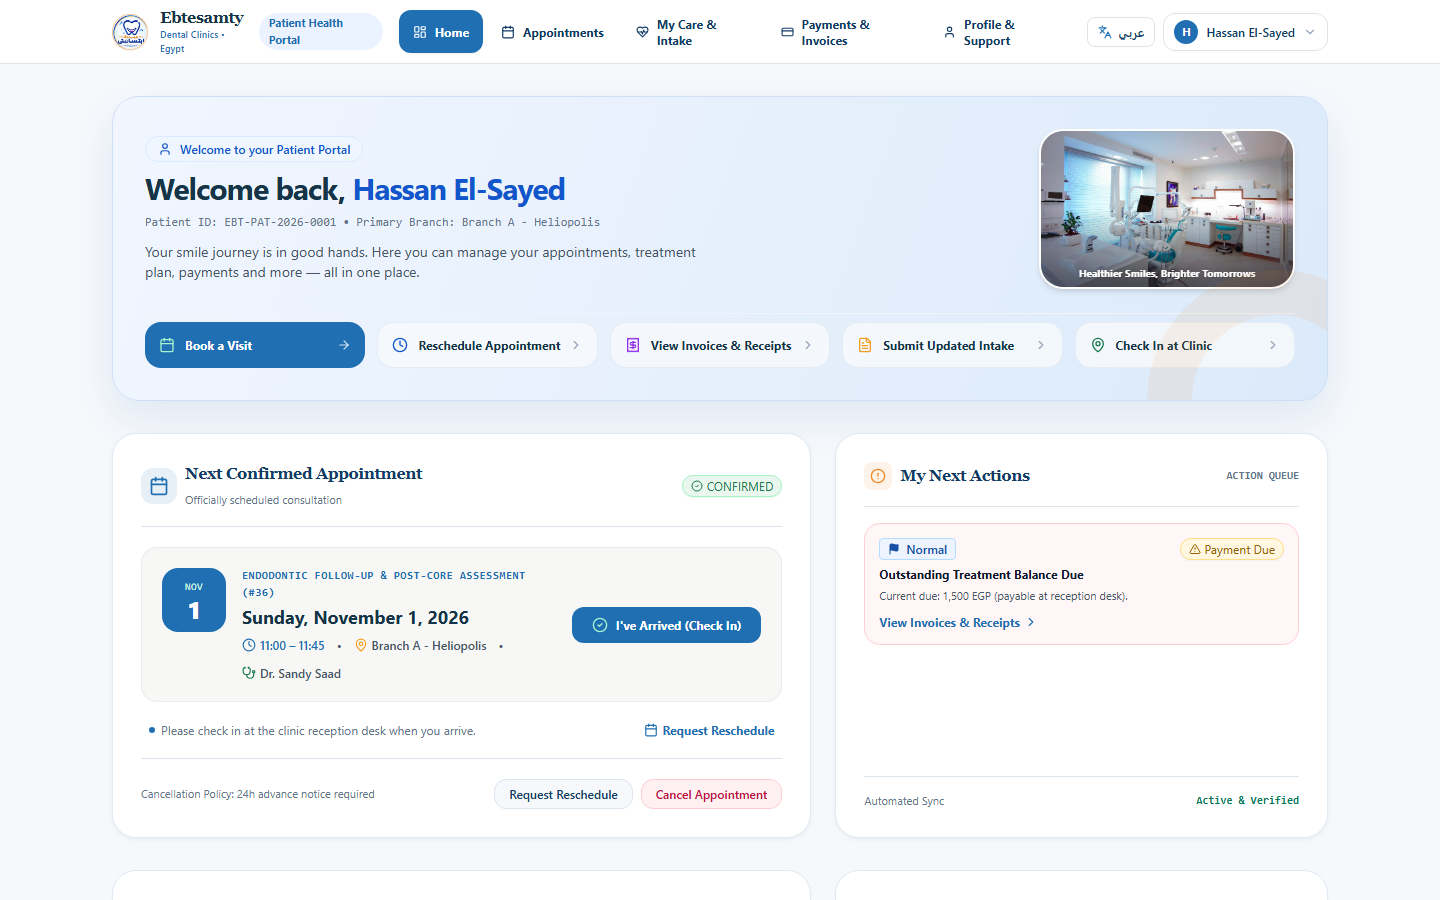 Ebtesamty
Dental Clinics •
Egypt
Patient Health
Portal
Home
Appointments
My Care &
Intake
Payments &
Invoices
Profile &
Support
عربي
H
Hassan El-Sayed
Welcome to your Patient Portal
Welcome back, Hassan El-Sayed
Patient ID: EBT-PAT-2026-0001 • Primary Branch: Branch A - Heliopolis
Your smile journey is in good hands. Here you can manage your appointments, treatment
plan, payments and more — all in one place.
Healthier Smiles, Brighter Tomorrows
Book a Visit
Reschedule Appointment
View Invoices & Receipts
Submit Updated Intake
Check In at Clinic
Next Confirmed Appointment
Officially scheduled consultation
CONFIRMED
NOV
1
ENDODONTIC FOLLOW-UP & POST-CORE ASSESSMENT
(#36)
Sunday, November 1, 2026
11:00 – 11:45 • Branch A - Heliopolis •
Dr. Sandy Saad
I've Arrived (Check In)
• Please check in at the clinic reception desk when you arrive.
Request Reschedule
Cancellation Policy: 24h advance notice required
Request Reschedule
Cancel Appointment
My Next Actions
ACTION QUEUE
Normal
Payment Due
Outstanding Treatment Balance Due
Current due: 1,500 EGP (payable at reception desk).
View Invoices & Receipts
Automated Sync
Active & Verified